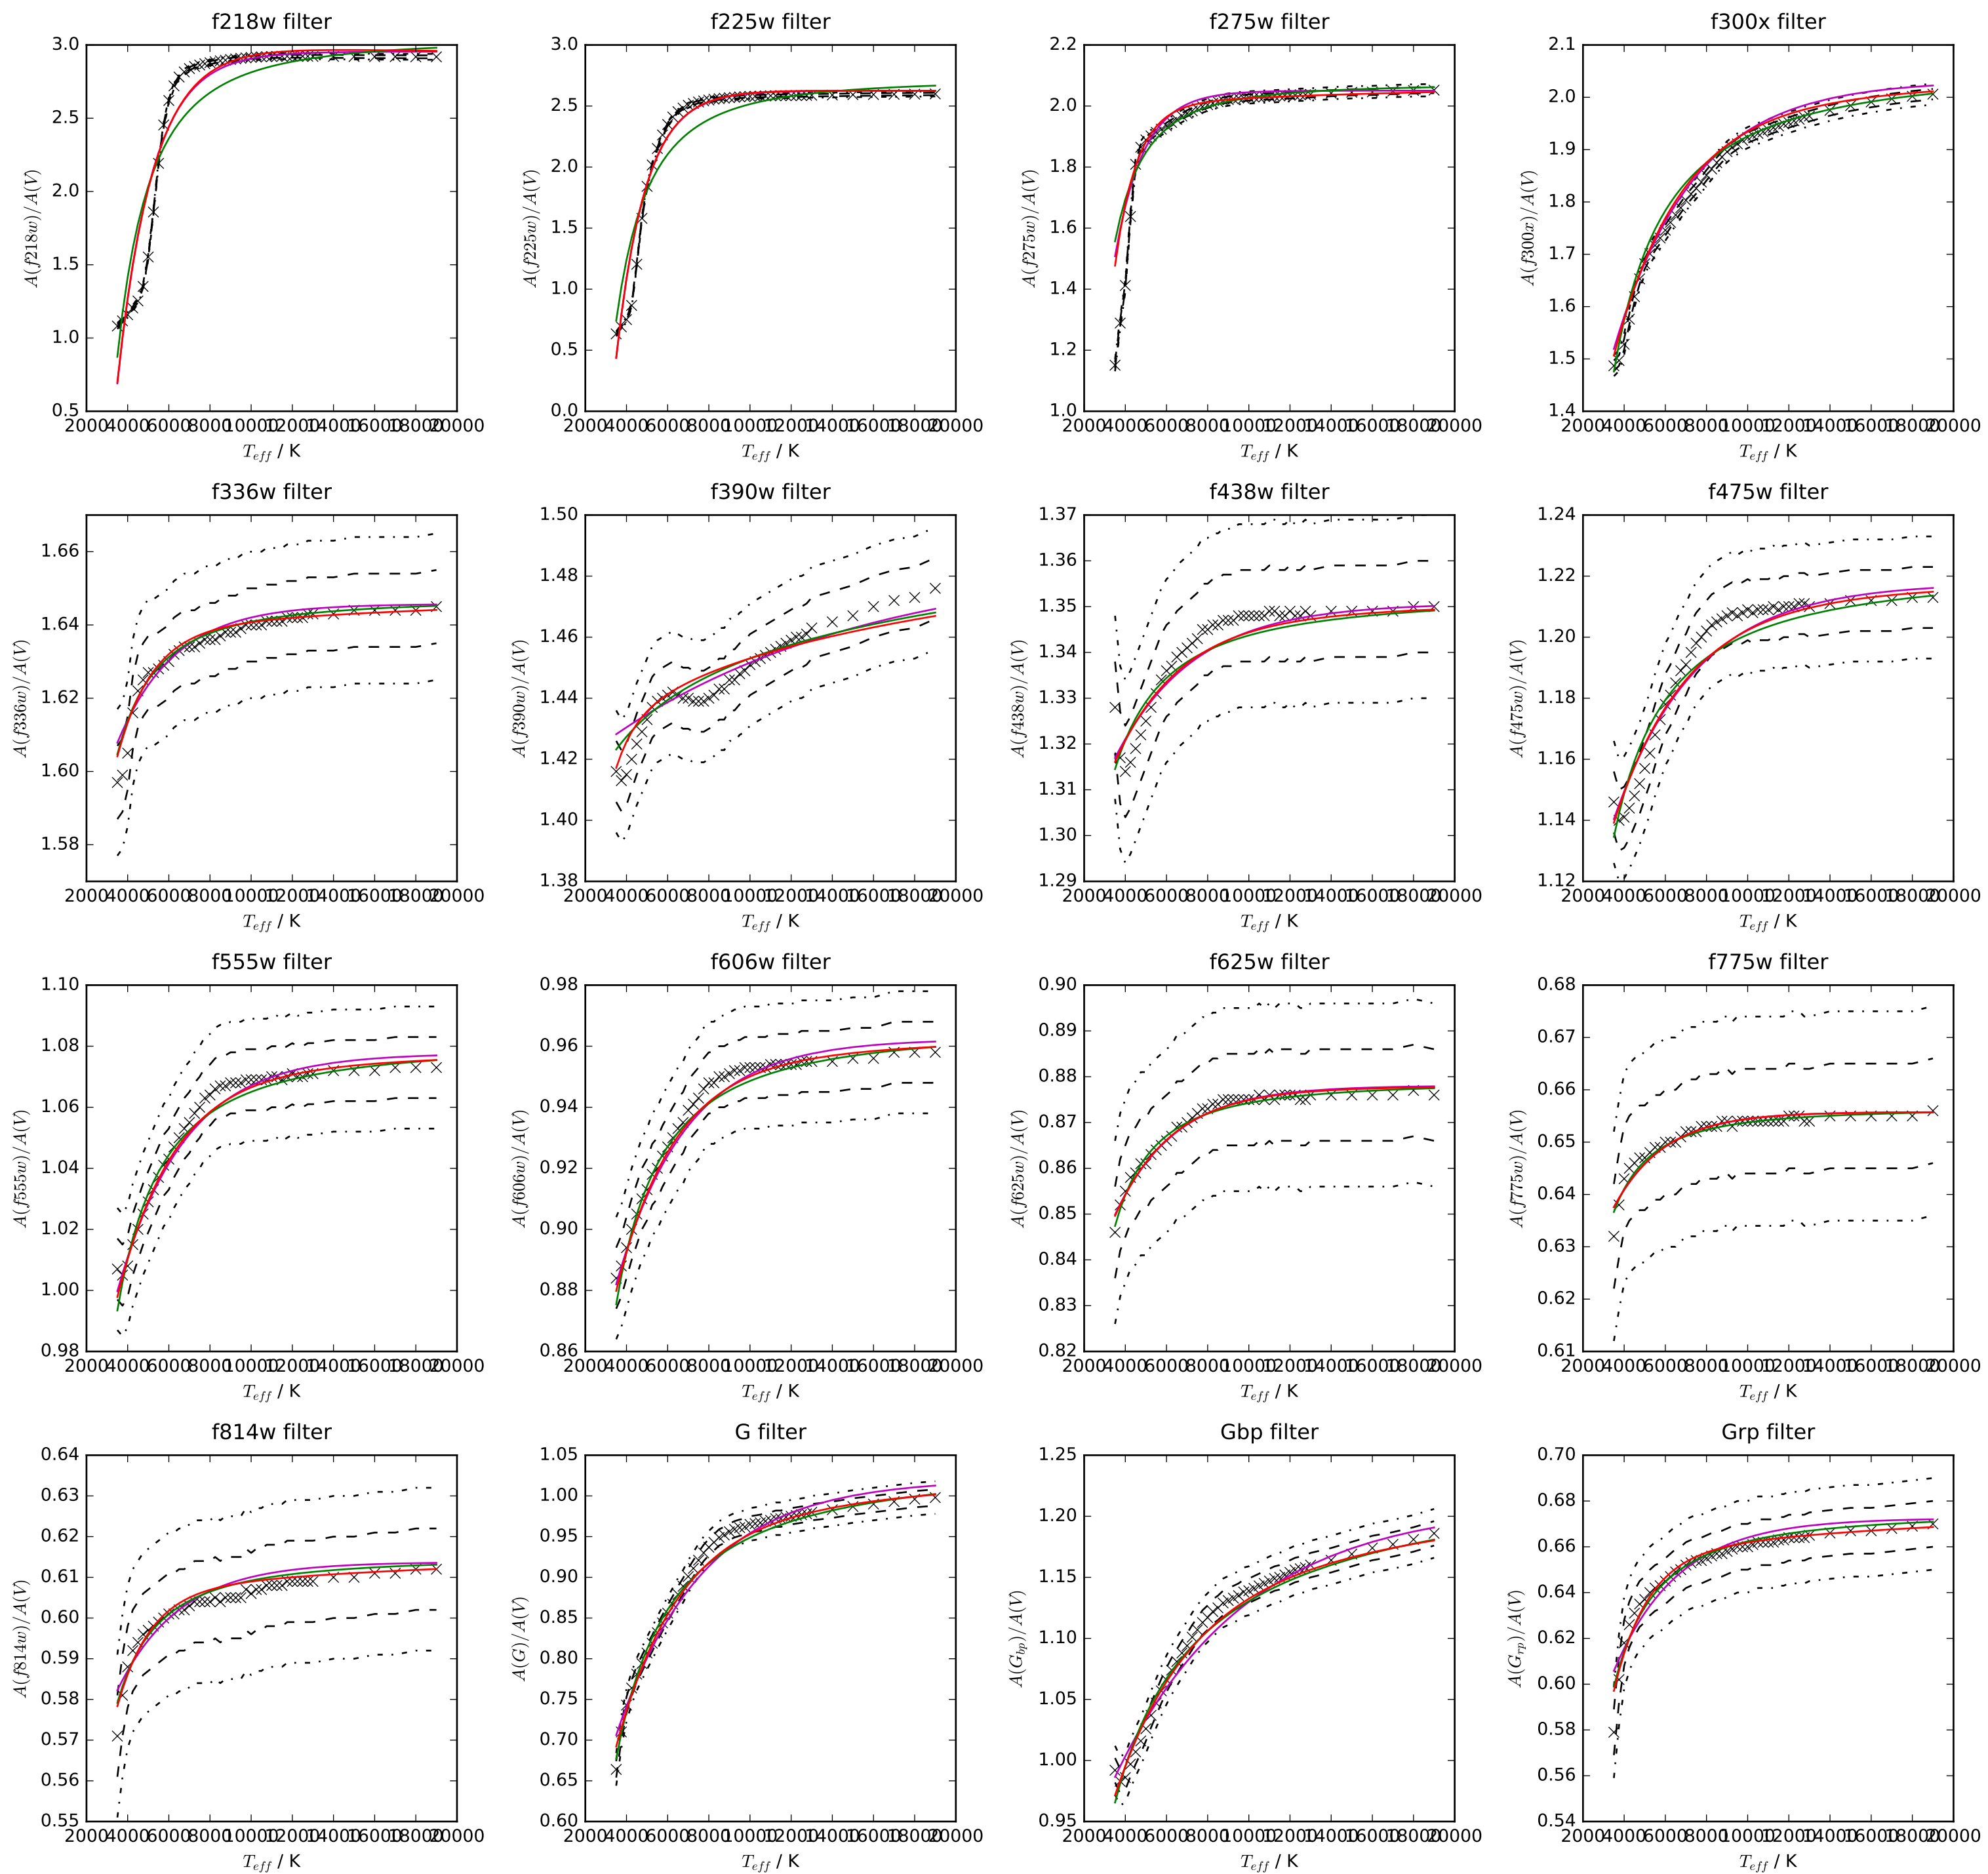 f218w filter
3.0
2.5
2.0
1.5
1.0
0.5
A(f218w)/A(V)
2000 4000 6000 8000 10000 12000 14000 16000 18000 20000
T_eff / K
f225w filter
3.0
2.5
2.0
1.5
1.0
0.5
0.0
A(f225w)/A(V)
2000 4000 6000 8000 10000 12000 14000 16000 18000 20000
T_eff / K
f275w filter
2.2
2.0
1.8
1.6
1.4
1.2
1.0
A(f275w)/A(V)
2000 4000 6000 8000 10000 12000 14000 16000 18000 20000
T_eff / K
f300x filter
2.1
2.0
1.9
1.8
1.7
1.6
1.5
1.4
A(f300x)/A(V)
2000 4000 6000 8000 10000 12000 14000 16000 18000 20000
T_eff / K
f336w filter
1.66
1.64
1.62
1.60
1.58
A(f336w)/A(V)
2000 4000 6000 8000 10000 12000 14000 16000 18000 20000
T_eff / K
f390w filter
1.50
1.48
1.46
1.44
1.42
1.40
1.38
A(f390w)/A(V)
2000 4000 6000 8000 10000 12000 14000 16000 18000 20000
T_eff / K
f438w filter
1.37
1.36
1.35
1.34
1.33
1.32
1.31
1.30
1.29
A(f438w)/A(V)
2000 4000 6000 8000 10000 12000 14000 16000 18000 20000
T_eff / K
f475w filter
1.24
1.22
1.20
1.18
1.16
1.14
1.12
A(f475w)/A(V)
2000 4000 6000 8000 10000 12000 14000 16000 18000 20000
T_eff / K
f555w filter
1.10
1.08
1.06
1.04
1.02
1.00
0.98
A(f555w)/A(V)
2000 4000 6000 8000 10000 12000 14000 16000 18000 20000
T_eff / K
f606w filter
0.98
0.96
0.94
0.92
0.90
0.88
0.86
A(f606w)/A(V)
2000 4000 6000 8000 10000 12000 14000 16000 18000 20000
T_eff / K
f625w filter
0.90
0.89
0.88
0.87
0.86
0.85
0.84
0.83
0.82
A(f625w)/A(V)
2000 4000 6000 8000 10000 12000 14000 16000 18000 20000
T_eff / K
f775w filter
0.68
0.67
0.66
0.65
0.64
0.63
0.62
0.61
A(f775w)/A(V)
2000 4000 6000 8000 10000 12000 14000 16000 18000 20000
T_eff / K
f814w filter
0.64
0.63
0.62
0.61
0.60
0.59
0.58
0.57
0.56
0.55
A(f814w)/A(V)
2000 4000 6000 8000 10000 12000 14000 16000 18000 20000
T_eff / K
G filter
1.05
1.00
0.95
0.90
0.85
0.80
0.75
0.70
0.65
0.60
A(G)/A(V)
2000 4000 6000 8000 10000 12000 14000 16000 18000 20000
T_eff / K
Gbp filter
1.25
1.20
1.15
1.10
1.05
1.00
0.95
A(G_bp)/A(V)
2000 4000 6000 8000 10000 12000 14000 16000 18000 20000
T_eff / K
Grp filter
0.70
0.68
0.66
0.64
0.62
0.60
0.58
0.56
0.54
A(G_rp)/A(V)
2000 4000 6000 8000 10000 12000 14000 16000 18000 20000
T_eff / K